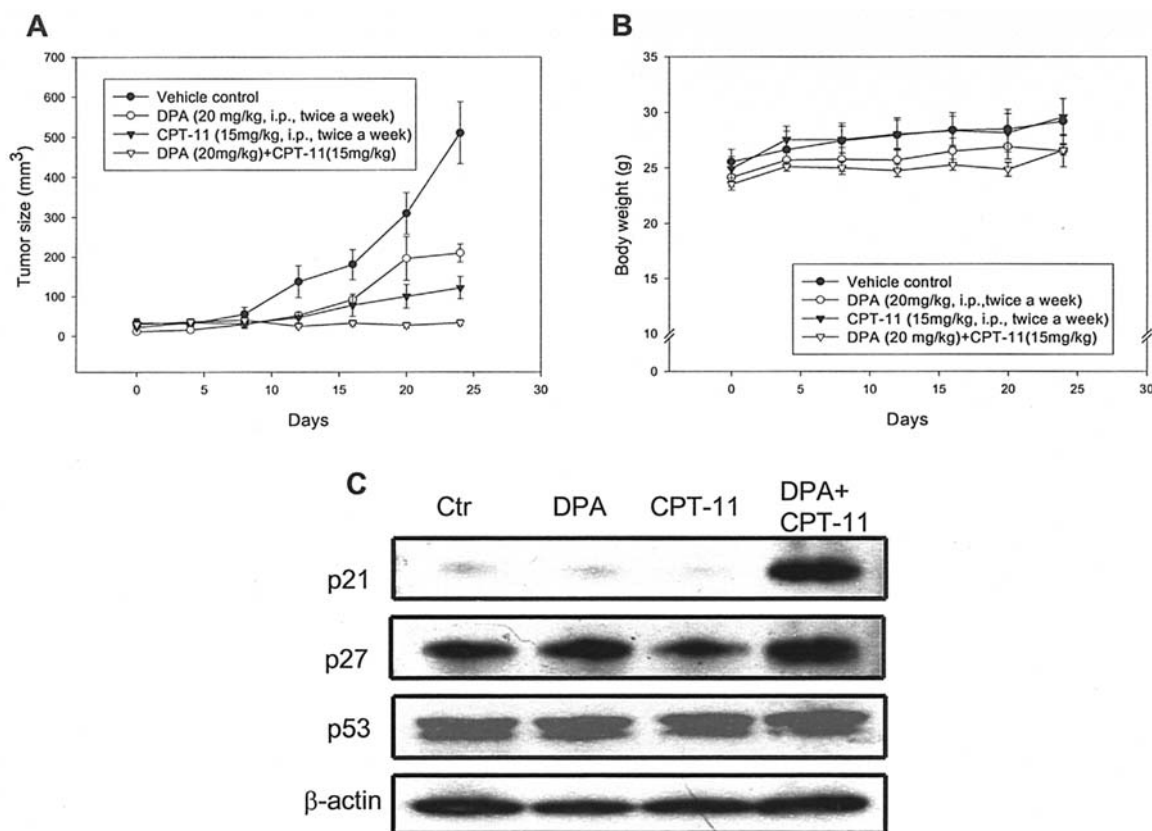 A
Tumor size (mm³)
700
600
500
400
300
200
100
0
Vehicle control
DPA (20 mg/kg, i.p., twice a week)
CPT-11 (15mg/kg, i.p., twice a week)
DPA (20mg/kg)+CPT-11(15mg/kg)
0 5 10 15 20 25 30
Days
B
Body weight (g)
35
30
25
20
15
10
0
Vehicle control
DPA (20mg/kg, i.p.,twice a week)
CPT-11 (15mg/kg, i.p., twice a week)
DPA (20 mg/kg)+CPT-11(15mg/kg)
0 5 10 15 20 25 30
Days
C
Ctr DPA CPT-11 DPA+
CPT-11
p21
p27
p53
β-actin